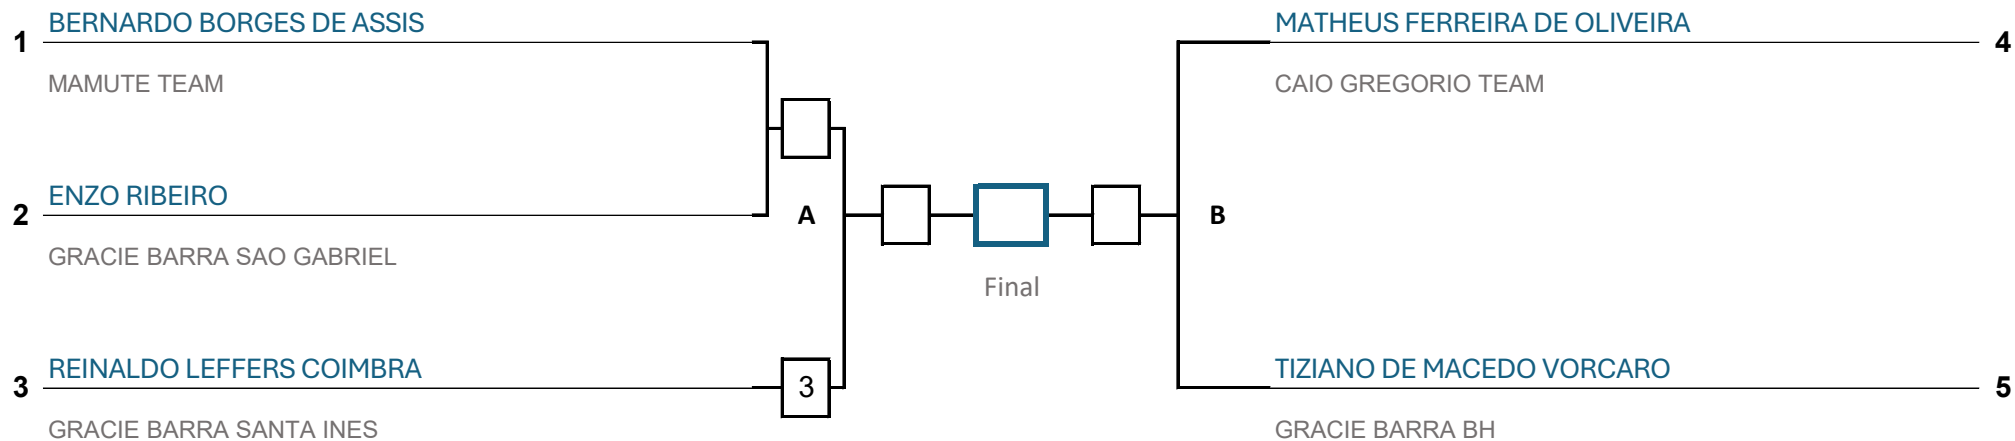 1
BERNARDO BORGES DE ASSIS
MAMUTE TEAM
2
ENZO RIBEIRO
GRACIE BARRA SAO GABRIEL
A
3
REINALDO LEFFERS COIMBRA
3
GRACIE BARRA SANTA INES
Final
B
MATHEUS FERREIRA DE OLIVEIRA
4
CAIO GREGORIO TEAM
TIZIANO DE MACEDO VORCARO
5
GRACIE BARRA BH